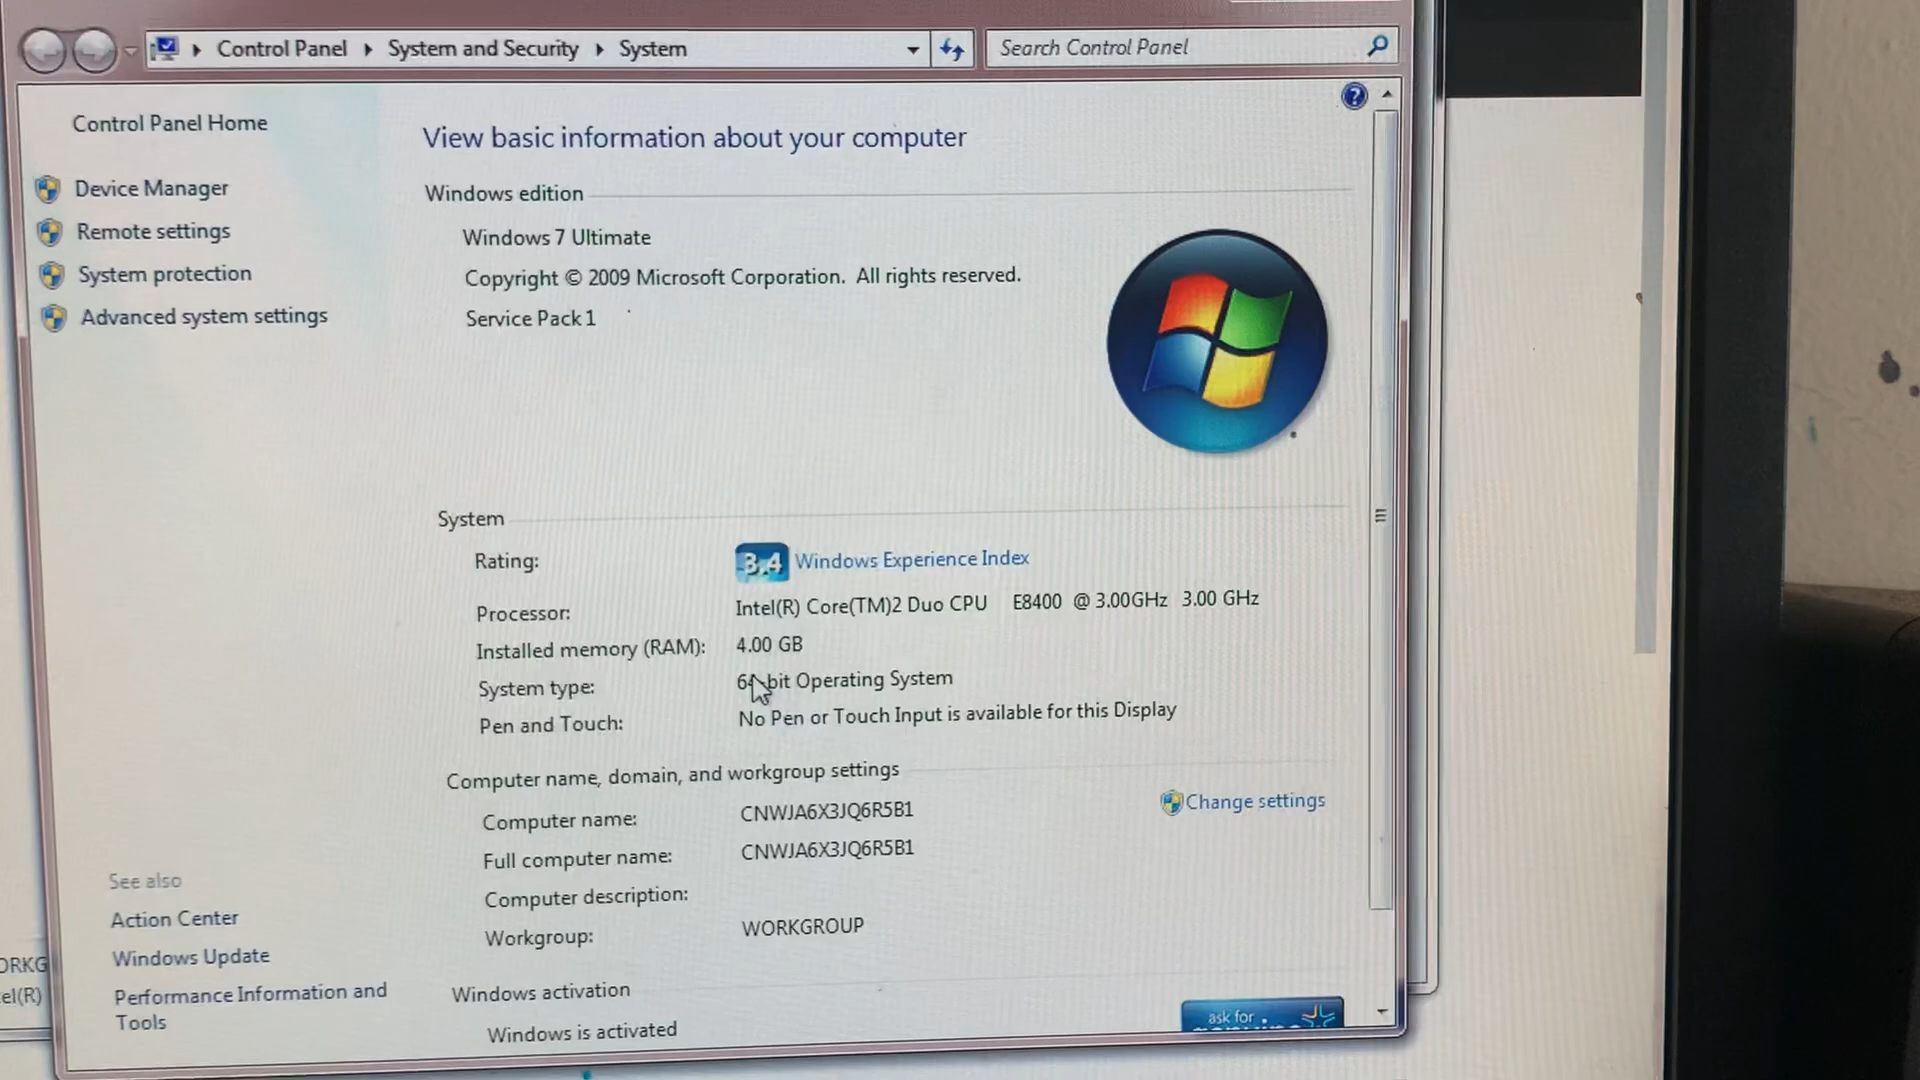 Control Panel ▸ System and Security ▸ System
Search Control Panel
Control Panel Home
Device Manager
Remote settings
System protection
Advanced system settings
View basic information about your computer
Windows edition
Windows 7 Ultimate
Copyright © 2009 Microsoft Corporation. All rights reserved.
Service Pack 1
System
Rating: 3.4 Windows Experience Index
Processor: Intel(R) Core(TM)2 Duo CPU E8400 @ 3.00GHz 3.00 GHz
Installed memory (RAM): 4.00 GB
System type: 64-bit Operating System
Pen and Touch: No Pen or Touch Input is available for this Display
Computer name, domain, and workgroup settings
Computer name: CNWJA6X3JQ6R5B1
Change settings
Full computer name: CNWJA6X3JQ6R5B1
Computer description:
Workgroup: WORKGROUP
Windows activation
Windows is activated
ask for
See also
Action Center
Windows Update
Performance Information and
Tools
ORKG
el(R)